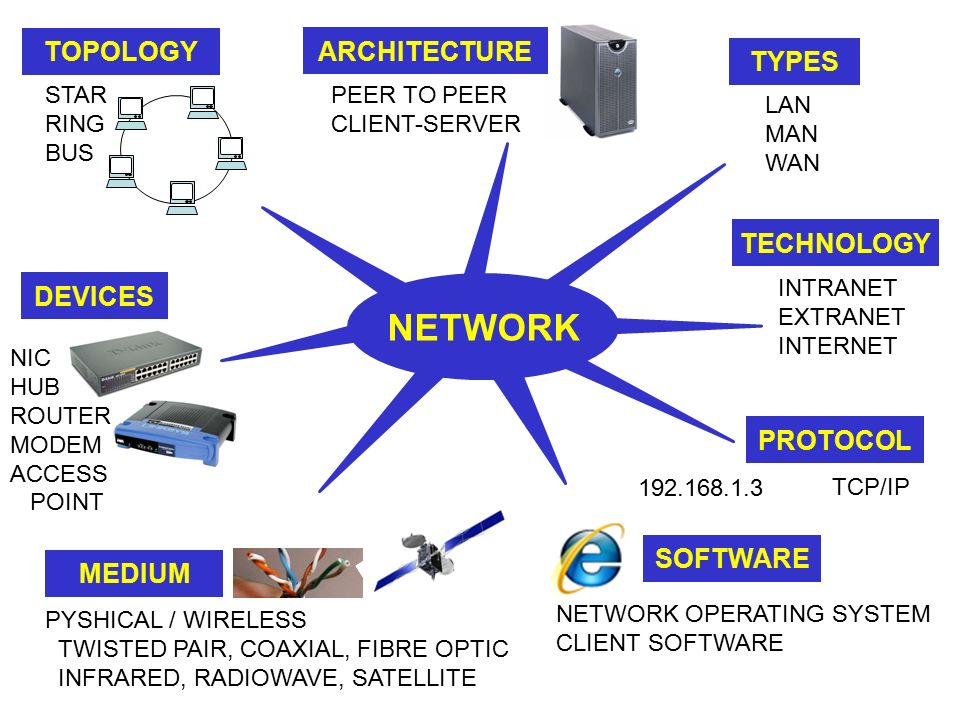 TOPOLOGY
STAR
RING
BUS
ARCHITECTURE
PEER TO PEER
CLIENT-SERVER
TYPES
LAN
MAN
WAN
TECHNOLOGY
INTRANET
EXTRANET
INTERNET
NETWORK
DEVICES
NIC
HUB
ROUTER
MODEM
ACCESS
POINT
PROTOCOL
192.168.1.3
TCP/IP
MEDIUM
PYSHICAL / WIRELESS
TWISTED PAIR, COAXIAL, FIBRE OPTIC
INFRARED, RADIOWAVE, SATELLITE
SOFTWARE
NETWORK OPERATING SYSTEM
CLIENT SOFTWARE